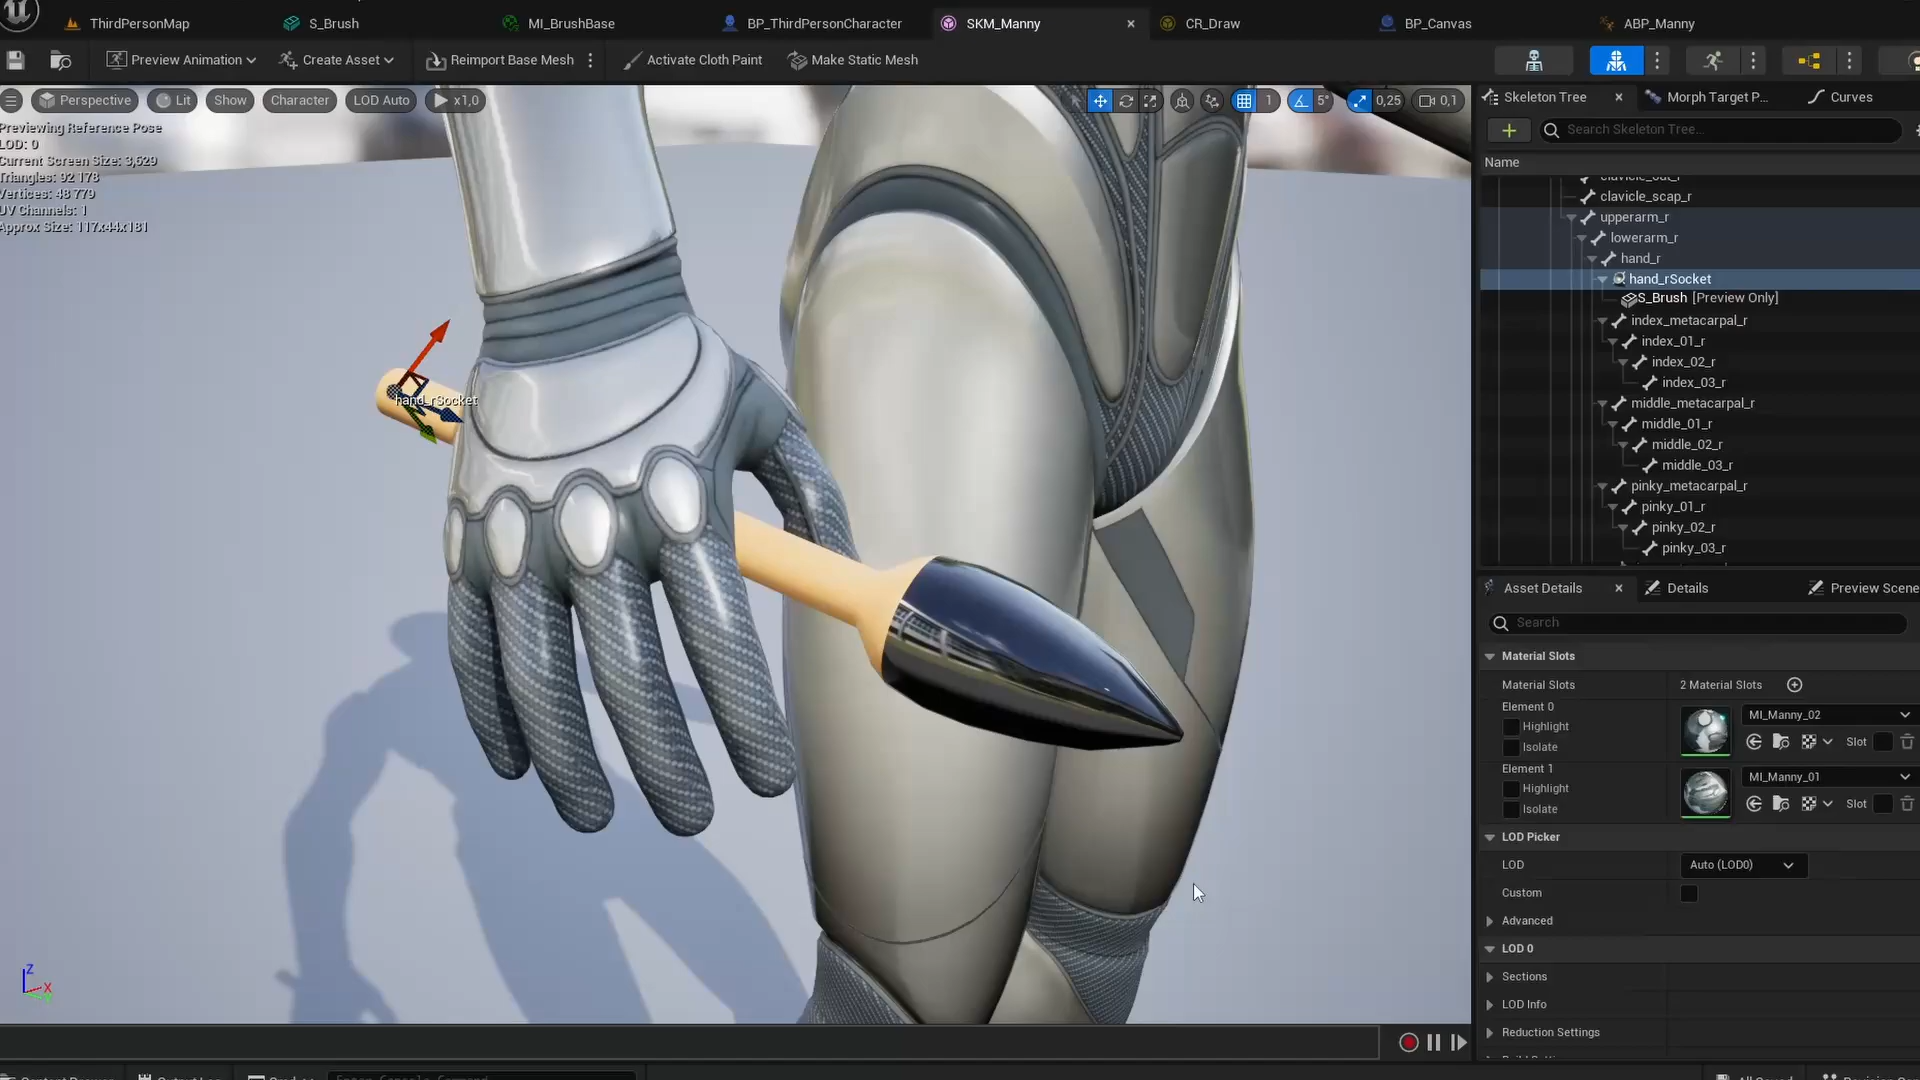 ThirdPersonMap
S_Brush
MI_BrushBase
BP_ThirdPersonCharacter
SKM_Manny
CR_Draw
BP_Canvas
ABP_Manny
Preview Animation
Create Asset
Reimport Base Mesh
Activate Cloth Paint
Make Static Mesh
Perspective
Lit
Show
Character
LOD Auto
x1,0
1
5°
0,25
0,1
Previewing Reference Pose
LOD: 0
Current Screen Size: 3,629
Triangles: 92 178
Vertices: 48 779
UV Channels: 1
Approx Size: 117x44x181
hand_rSocket
Z
X
Skeleton Tree
Morph Target P...
Curves
Search Skeleton Tree...
Name
clavicle_out_r
clavicle_scap_r
upperarm_r
lowerarm_r
hand_r
hand_rSocket
S_Brush [Preview Only]
index_metacarpal_r
index_01_r
index_02_r
index_03_r
middle_metacarpal_r
middle_01_r
middle_02_r
middle_03_r
pinky_metacarpal_r
pinky_01_r
pinky_02_r
pinky_03_r
Asset Details
Details
Preview Scene
Search
Material Slots
Material Slots
2 Material Slots
Element 0
Highlight
Isolate
MI_Manny_02
Slot
Element 1
Highlight
Isolate
MI_Manny_01
Slot
LOD Picker
LOD
Auto (LOD0)
Custom
Advanced
LOD 0
Sections
LOD Info
Reduction Settings